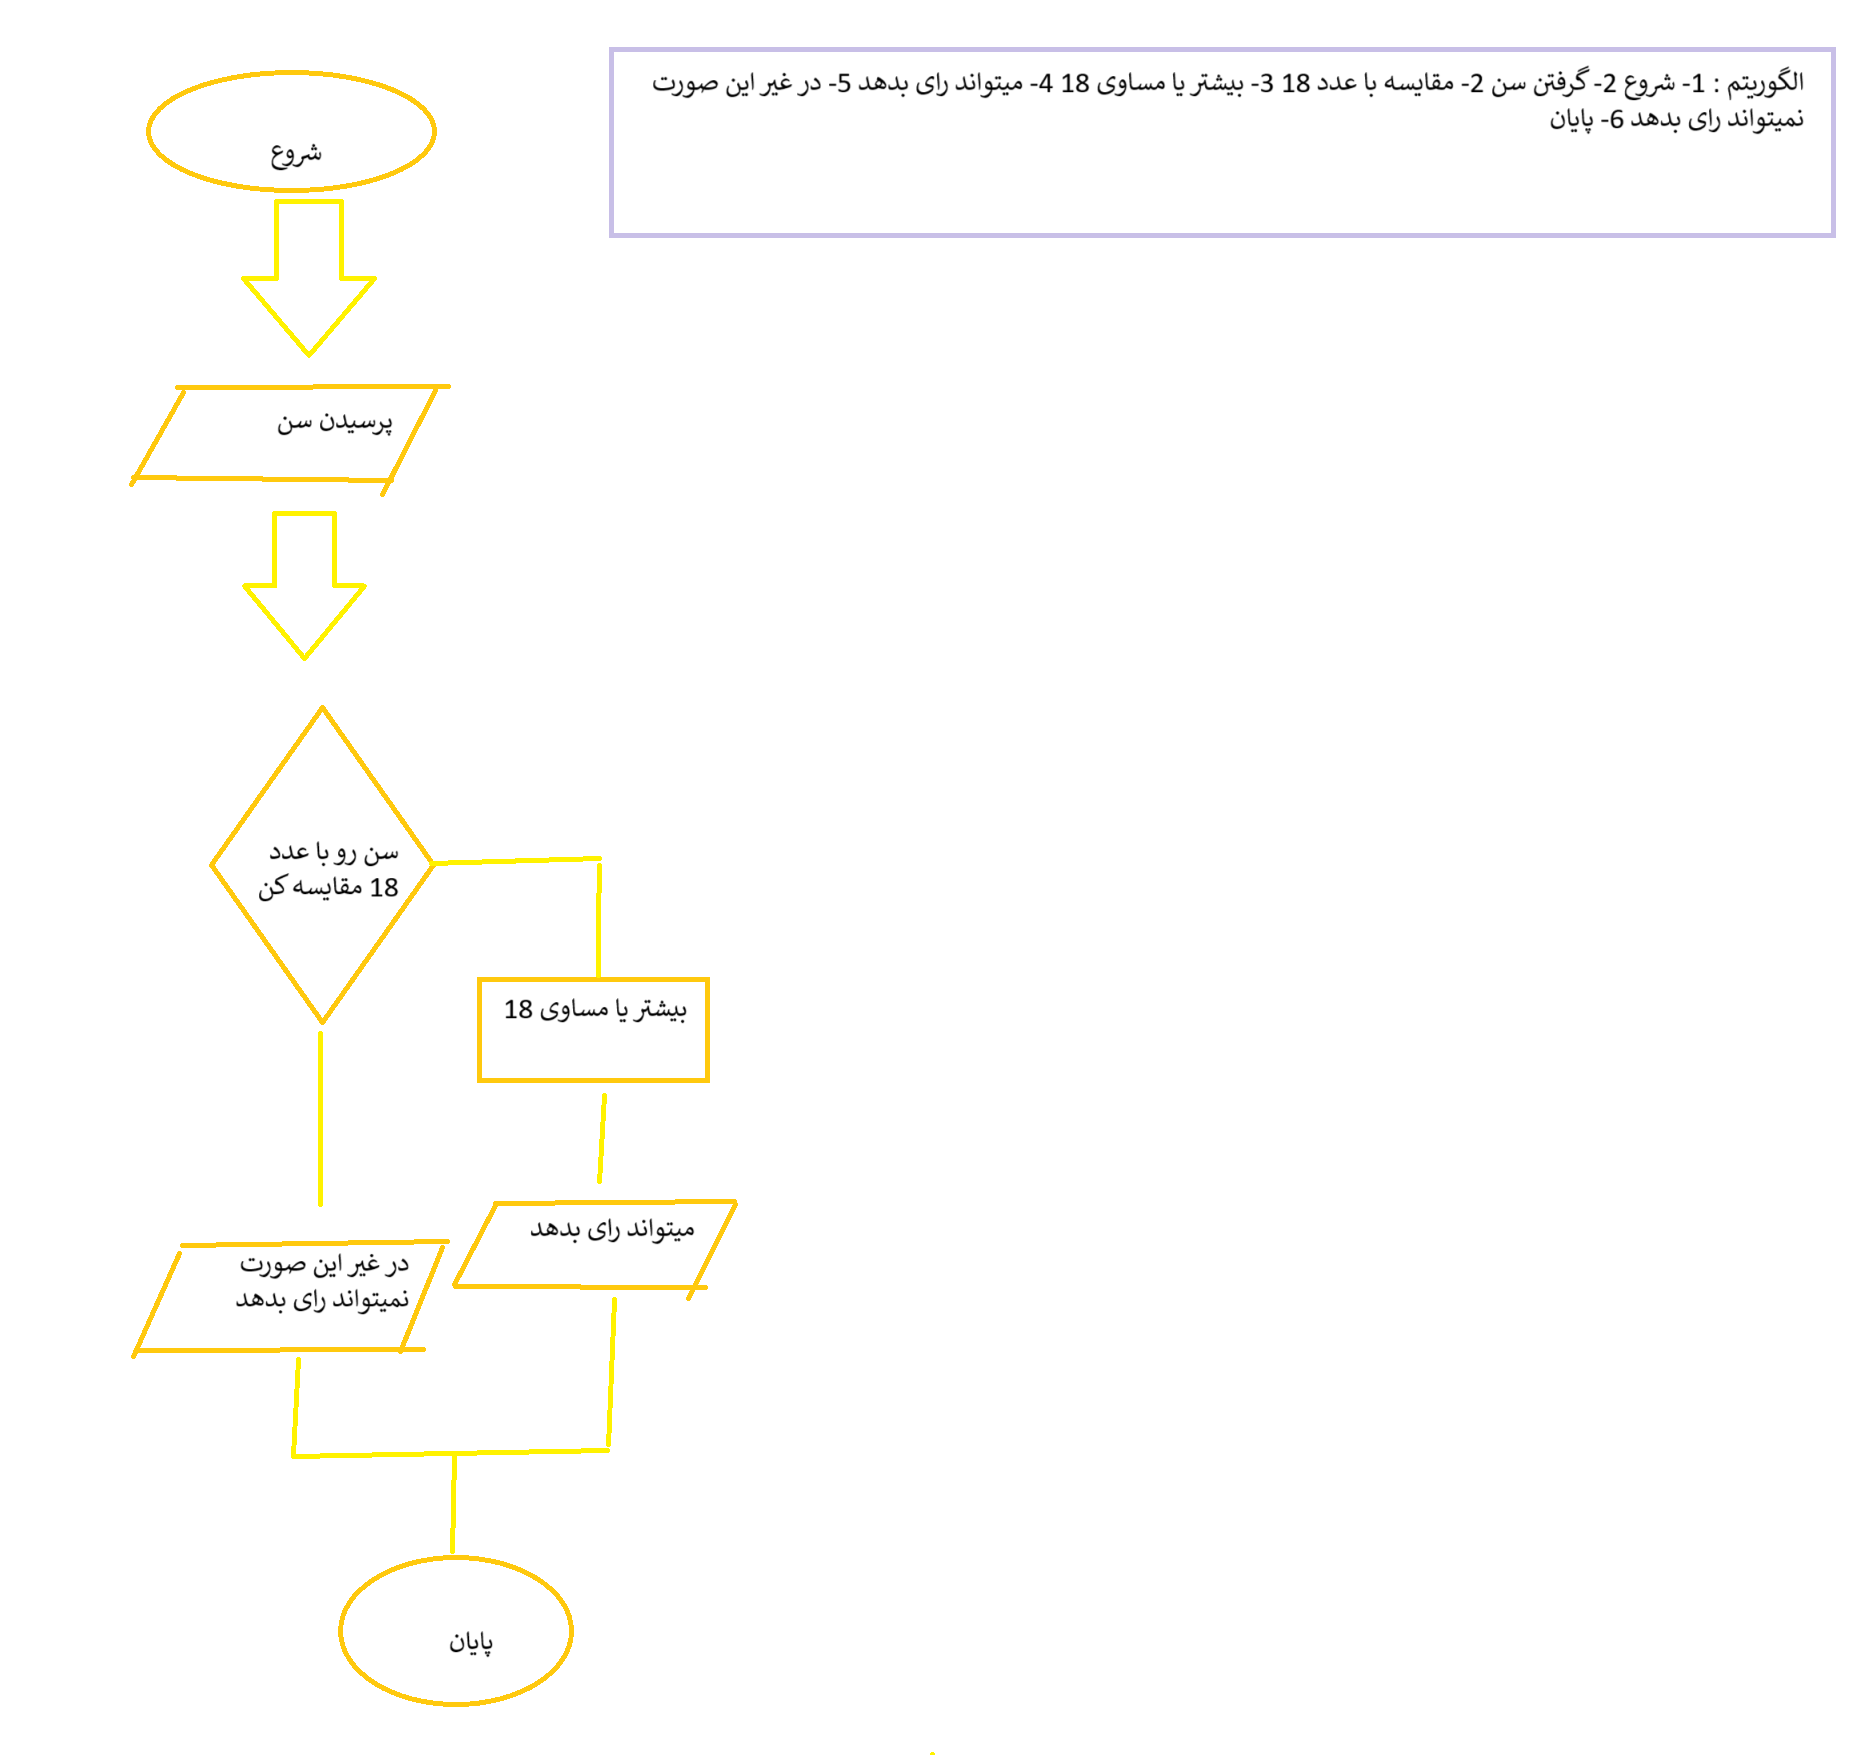 الگوریتم : 1- شروع 2- گرفتن سن 2- مقایسه با عدد 18 3- بیشتر یا مساوی 18 4- میتواند رای بدهد 5- در غیر این صورت
نمیتواند رای بدهد 6- پایان
شروع
پرسیدن سن
سن رو با عدد
18 مقایسه کن
بیشتر یا مساوی 18
میتواند رای بدهد
در غیر این صورت
نمیتواند رای بدهد
پایان